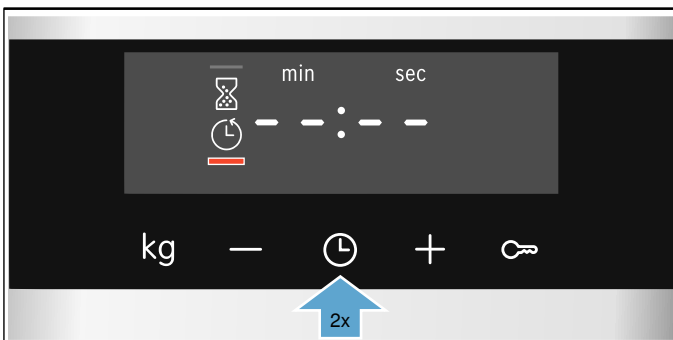 min sec
- - : - -
kg − +
2x